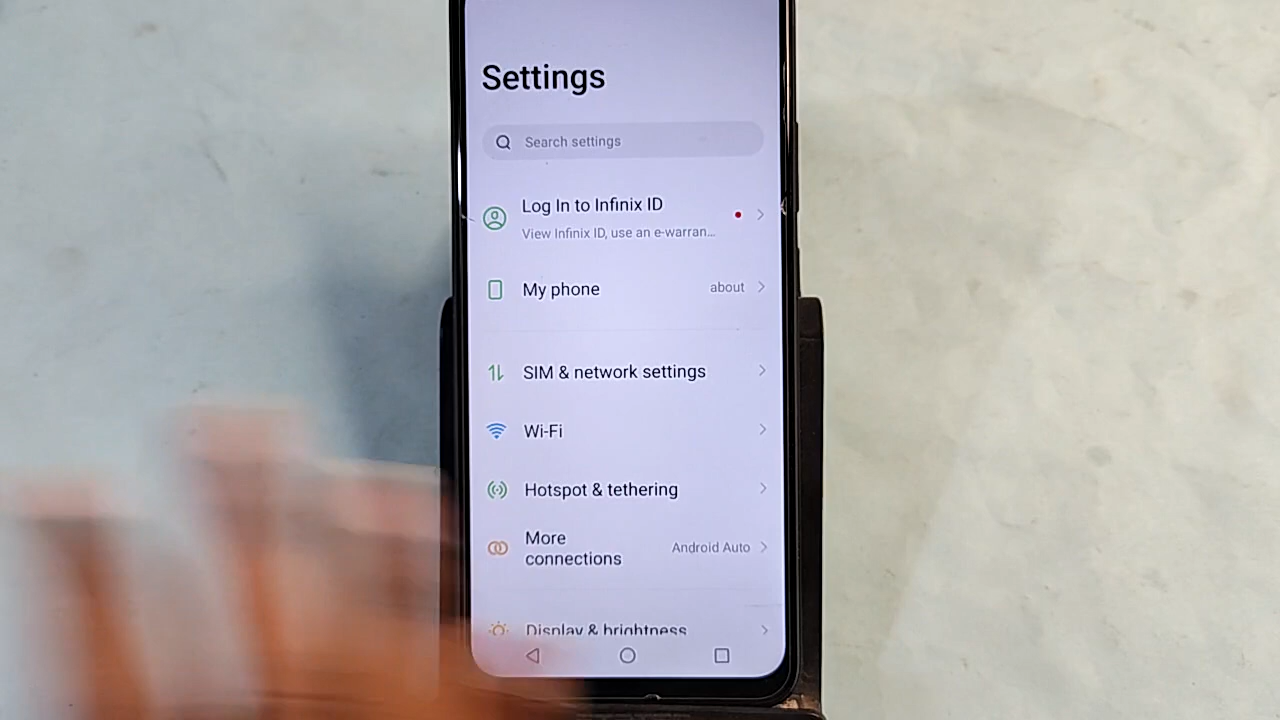 Settings
Search settings
Log In to Infinix ID
View Infinix ID, use an e-warran...
My phone
about
SIM & network settings
Wi-Fi
Hotspot & tethering
More
connections
Android Auto
Display & brightness